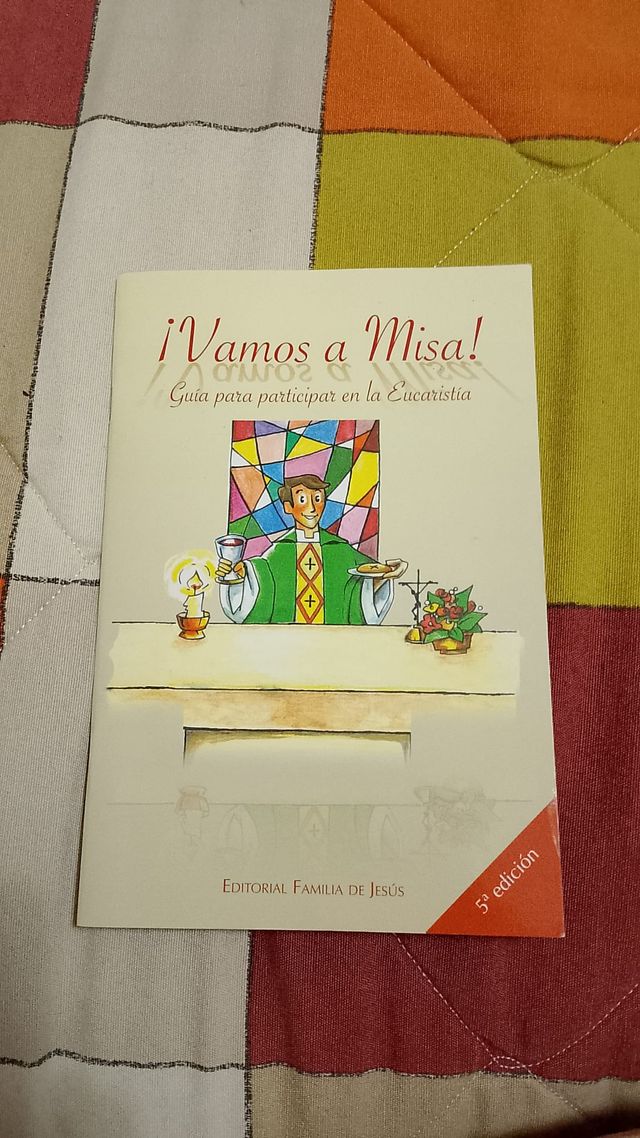 ¡Vamos a Misa!
Guía para participar en la Eucaristía
Editorial Familia de Jesús
5ª edición